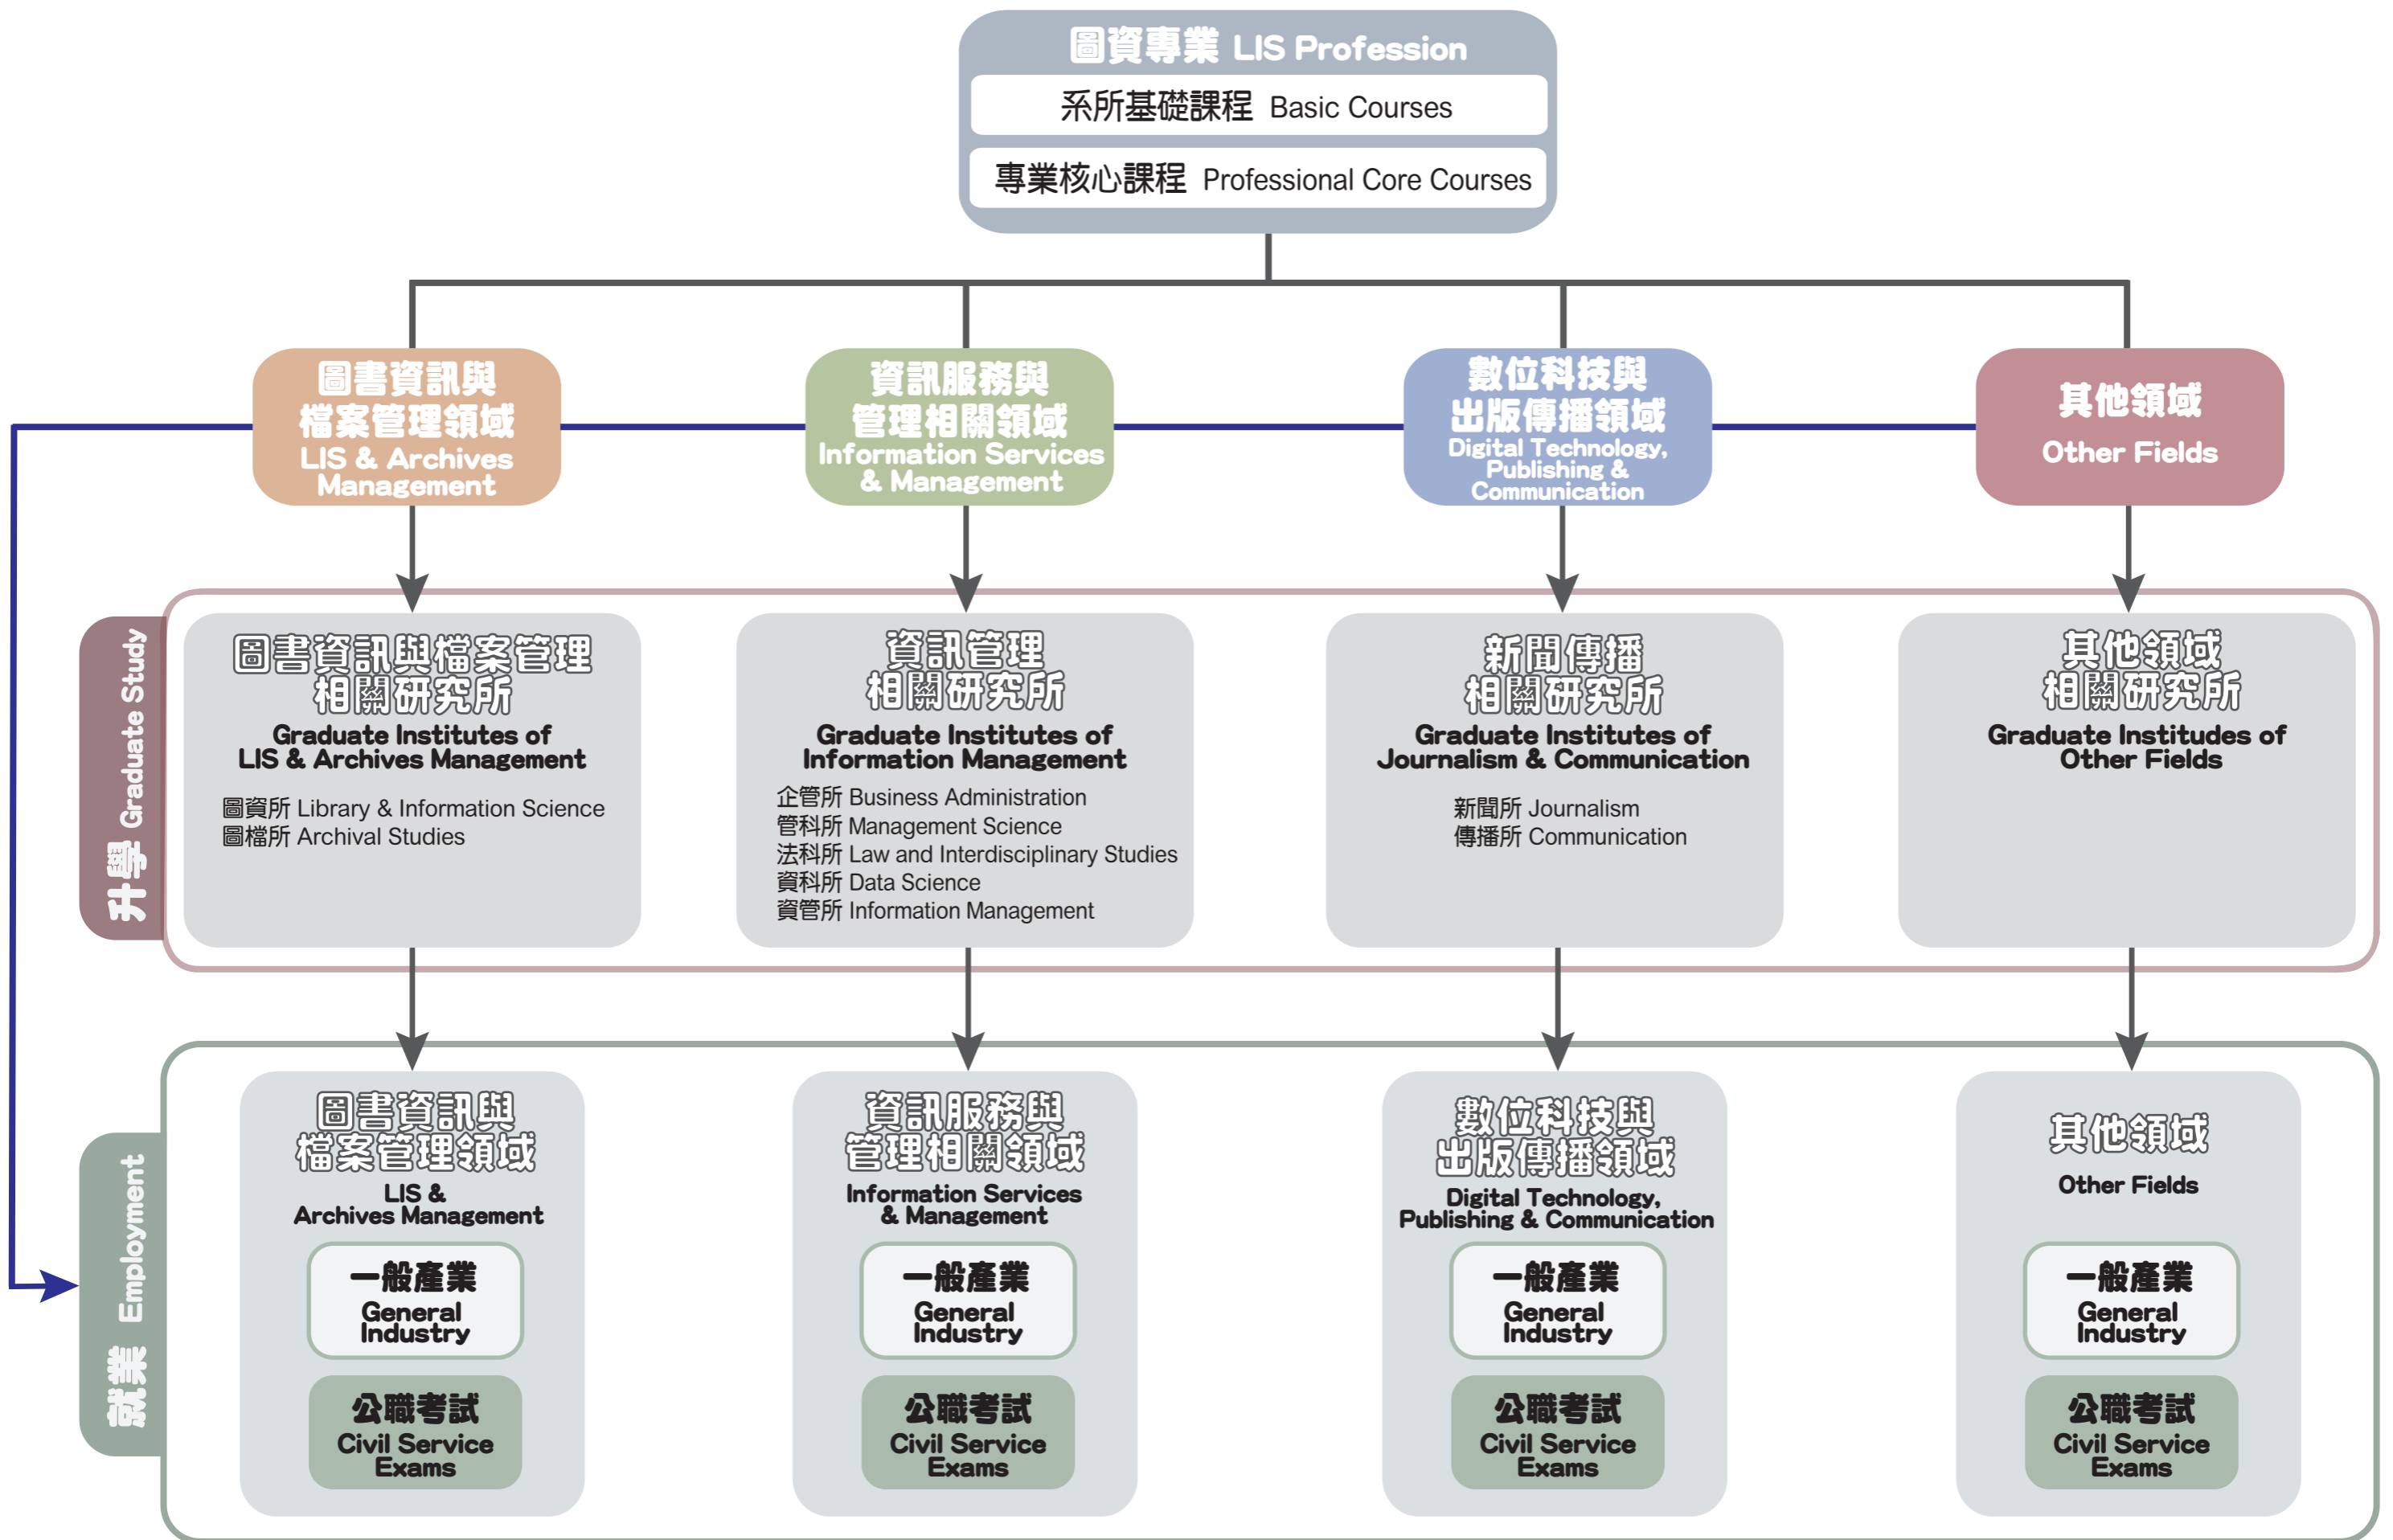 圖資專業 LIS Profession
系所基礎課程 Basic Courses
專業核心課程 Professional Core Courses
圖書資訊與
檔案管理領域
LIS & Archives
Management
資訊服務與
管理相關領域
Information Services
& Management
數位科技與
出版傳播領域
Digital Technology,
Publishing &
Communication
其他領域
Other Fields
升學 Graduate Study
圖書資訊與檔案管理
相關研究所
Graduate Institutes of
LIS & Archives Management
圖資所 Library & Information Science
圖檔所 Archival Studies
資訊管理
相關研究所
Graduate Institutes of
Information Management
企管所 Business Administration
管科所 Management Science
法科所 Law and Interdisciplinary Studies
資科所 Data Science
資管所 Information Management
新聞傳播
相關研究所
Graduate Institutes of
Journalism & Communication
新聞所 Journalism
傳播所 Communication
其他領域
相關研究所
Graduate Institudes of
Other Fields
就業 Employment
圖書資訊與
檔案管理領域
LIS &
Archives Management
一般產業
General
Industry
公職考試
Civil Service
Exams
資訊服務與
管理相關領域
Information Services
& Management
一般產業
General
Industry
公職考試
Civil Service
Exams
數位科技與
出版傳播領域
Digital Technology,
Publishing & Communication
一般產業
General
Industry
公職考試
Civil Service
Exams
其他領域
Other Fields
一般產業
General
Industry
公職考試
Civil Service
Exams